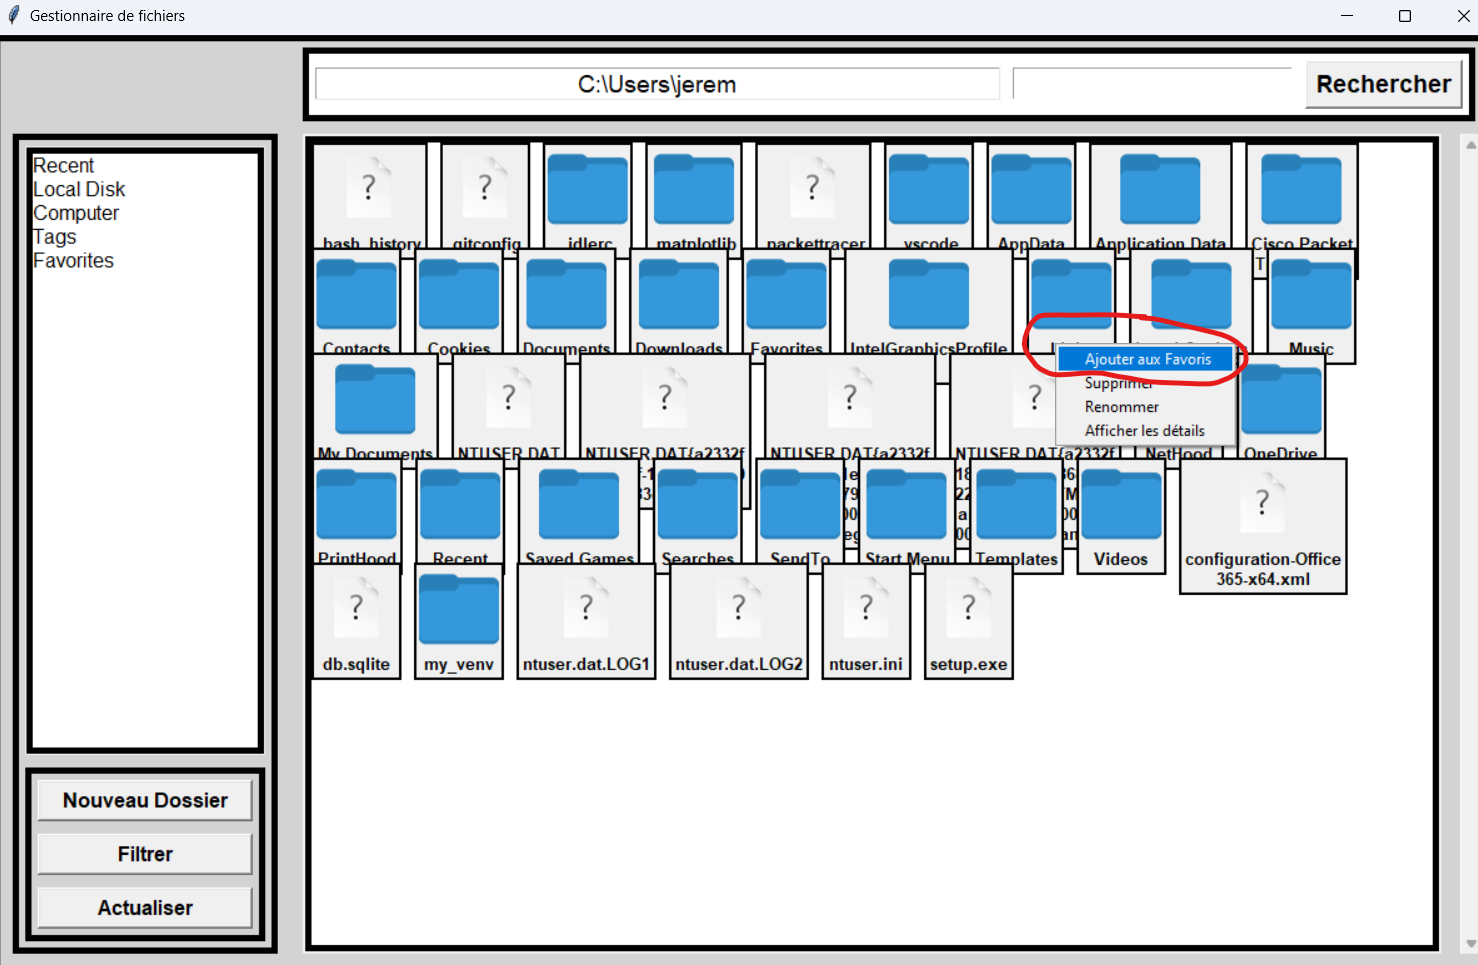 Gestionnaire de fichiers
C:\Users\jerem
Rechercher
Recent
Local Disk
Computer
Tags
Favorites
bash_history gitconfig idlerc matplotlib packettracer vscode AppData Application Data Cisco Packet
T
Contacts Cookies Documents Downloads Favorites IntelGraphicsProfile Music
Ajouter aux Favoris
Supprimer
Renommer
Afficher les détails
My Documents NTUSER.DAT NTUSER.DAT{a2332f NTUSER.DAT{a2332f NTUSER.DAT{a2332f NetHood OneDrive
PrintHood Recent Saved Games Searches SendTo Start Menu Templates Videos configuration-Office
365-x64.xml
db.sqlite my_venv ntuser.dat.LOG1 ntuser.dat.LOG2 ntuser.ini setup.exe
Nouveau Dossier
Filtrer
Actualiser